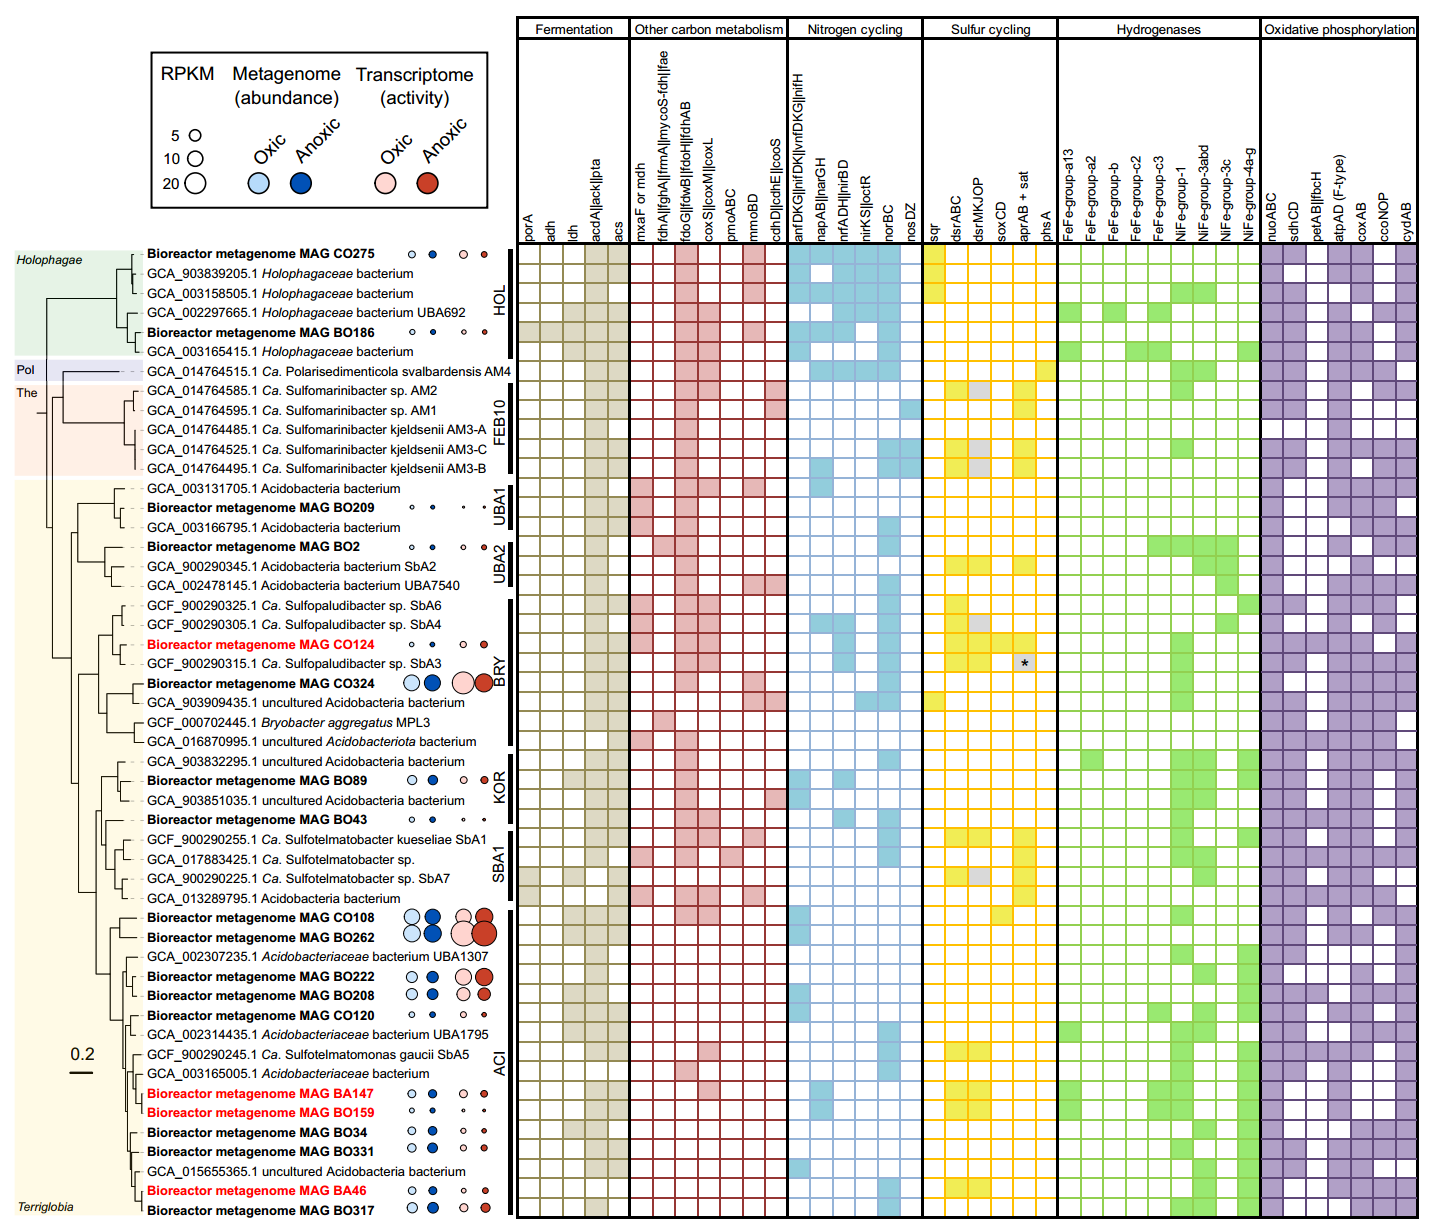 Fermentation
Other carbon metabolism
Nitrogen cycling
Sulfur cycling
Hydrogenases
Oxidative phosphorylation
RPKM
Metagenome
(abundance)
Transcriptome
(activity)
5
10
20
Oxic
Anoxic
Oxic
Anoxic
porA
adh
ldh
acdA||ack||pta
acs
mxaF or mdh
fdhA||fghA||frmA||mycoS-fdh||fae
fdoG||fdwB||fdoH||fdhAB
coxS||coxM||coxL
pmoABC
mmoBD
cdhD||cdhE||cooS
anfDKG||nifDK||vnfDKG||nifH
napAB||narGH
nrfADH||nirBD
nirKS||octR
norBC
nosDZ
sqr
dsrABC
dsrMKJOP
soxCD
aprAB + sat
phsA
FeFe-group-a13
FeFe-group-a2
FeFe-group-b
FeFe-group-c2
FeFe-group-c3
NiFe-group-1
NiFe-group-3abd
NiFe-group-3c
NiFe-group-4a-g
nuoABC
sdhCD
petAB||fbcH
atpAD (F-type)
coxAB
ccoNOP
cydAB
Holophagae
Bioreactor metagenome MAG CO275
GCA_903839205.1 Holophagaceae bacterium
GCA_003158505.1 Holophagaceae bacterium
GCA_002297665.1 Holophagaceae bacterium UBA692
Bioreactor metagenome MAG BO186
GCA_003165415.1 Holophagaceae bacterium
HOL
Pol
GCA_014764515.1 Ca. Polarisedimenticola svalbardensis AM4
The
GCA_014764585.1 Ca. Sulfomarinibacter sp. AM2
GCA_014764595.1 Ca. Sulfomarinibacter sp. AM1
GCA_014764485.1 Ca. Sulfomarinibacter kjeldsenii AM3-A
GCA_014764525.1 Ca. Sulfomarinibacter kjeldsenii AM3-C
GCA_014764495.1 Ca. Sulfomarinibacter kjeldsenii AM3-B
FEB10
GCA_003131705.1 Acidobacteria bacterium
Bioreactor metagenome MAG BO209
GCA_003166795.1 Acidobacteria bacterium
UBA1
Bioreactor metagenome MAG BO2
GCA_900290345.1 Acidobacteria bacterium SbA2
GCA_002478145.1 Acidobacteria bacterium UBA7540
UBA2
GCF_900290325.1 Ca. Sulfopaludibacter sp. SbA6
GCF_900290305.1 Ca. Sulfopaludibacter sp. SbA4
Bioreactor metagenome MAG CO124
GCF_900290315.1 Ca. Sulfopaludibacter sp. SbA3
*
Bioreactor metagenome MAG CO324
GCA_903909435.1 uncultured Acidobacteria bacterium
GCF_000702445.1 Bryobacter aggregatus MPL3
GCA_016870995.1 uncultured Acidobacteriota bacterium
BRY
GCA_903832295.1 uncultured Acidobacteria bacterium
Bioreactor metagenome MAG BO89
GCA_903851035.1 uncultured Acidobacteria bacterium
Bioreactor metagenome MAG BO43
KOR
GCF_900290255.1 Ca. Sulfotelmatobacter kueseliae SbA1
GCA_017883425.1 Ca. Sulfotelmatobacter sp.
GCA_900290225.1 Ca. Sulfotelmatobacter sp. SbA7
GCA_013289795.1 Acidobacteria bacterium
SBA1
Bioreactor metagenome MAG CO108
Bioreactor metagenome MAG BO262
GCA_002307235.1 Acidobacteriaceae bacterium UBA1307
Bioreactor metagenome MAG BO222
Bioreactor metagenome MAG BO208
Bioreactor metagenome MAG CO120
GCA_002314435.1 Acidobacteriaceae bacterium UBA1795
GCF_900290245.1 Ca. Sulfotelmatomonas gaucii SbA5
GCA_003165005.1 Acidobacteriaceae bacterium
Bioreactor metagenome MAG BA147
Bioreactor metagenome MAG BO159
Bioreactor metagenome MAG BO34
Bioreactor metagenome MAG BO331
GCA_015655365.1 uncultured Acidobacteria bacterium
Bioreactor metagenome MAG BA46
Bioreactor metagenome MAG BO317
ACI
0.2
Terriglobia